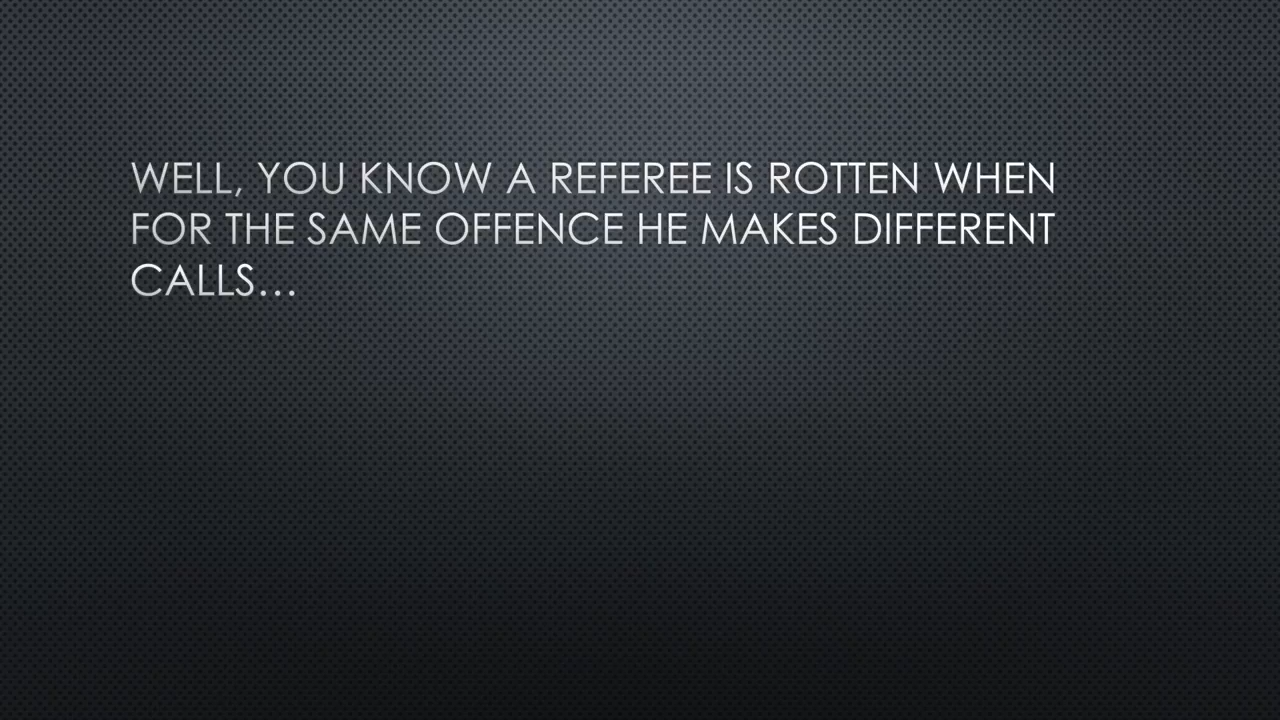 WELL, YOU KNOW A REFEREE IS ROTTEN WHEN
FOR THE SAME OFFENCE HE MAKES DIFFERENT
CALLS…